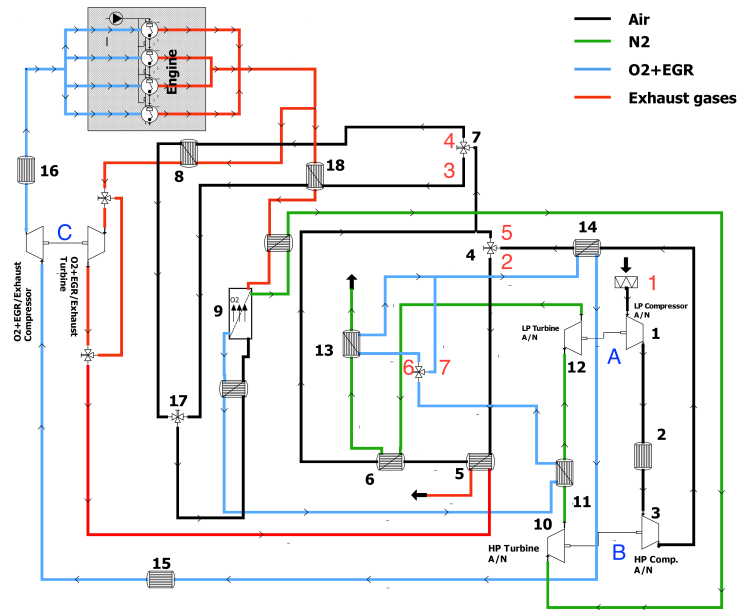 Air
N2
O2+EGR
Exhaust gases
Engine
16
8
18
4
7
3
C
O2+EGR/Exhaust
Compressor
O2+EGR/Exhaust
Turbine
5
4
2
14
1
9
O2
LP Compressor
A/N
1
LP Turbine
A/N
12
A
13
6
7
17
2
6
5
11
3
10
HP Turbine
A/N
B
HP Comp.
A/N
15